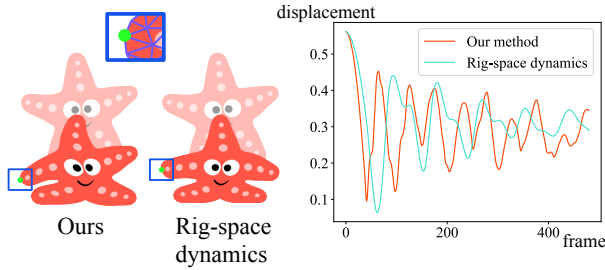 displacement
Our method
Rig-space dynamics
0.5
0.4
0.3
0.2
0.1
0
200
400
frame
Ours
Rig-space
dynamics